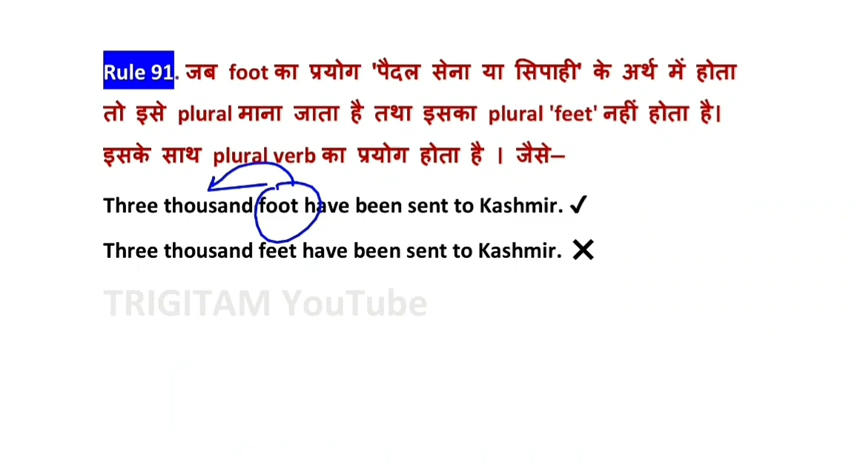 Rule 91. जब foot का प्रयोग 'पैदल सेना या सिपाही' के अर्थ में होता
तो इसे plural माना जाता है तथा इसका plural 'feet' नहीं होता है।
इसके साथ plural verb का प्रयोग होता है । जैसे–
Three thousand foot have been sent to Kashmir. ✓
Three thousand feet have been sent to Kashmir. ✕
TRIGITAM YouTube